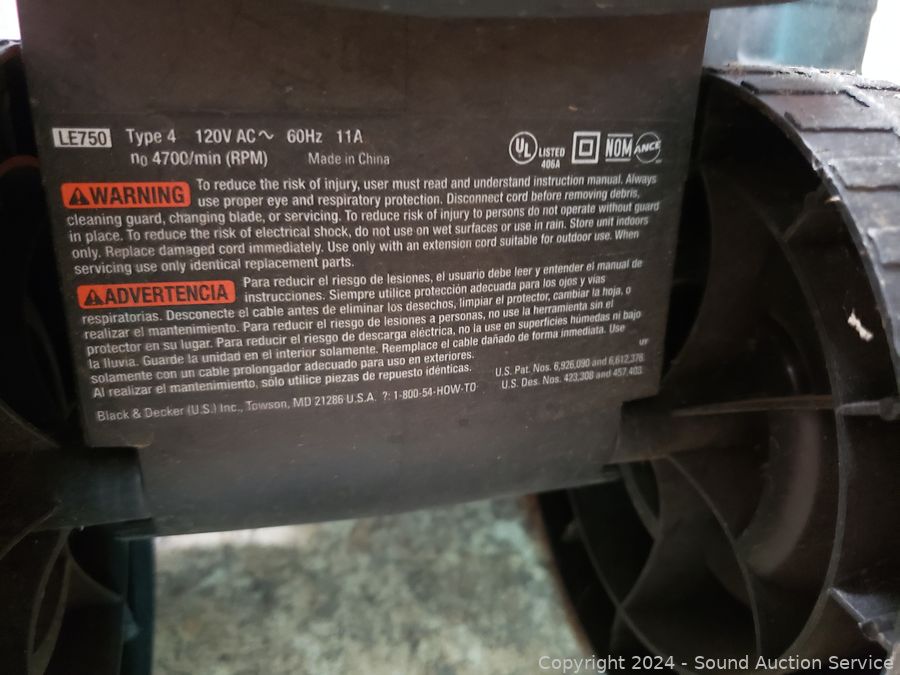 LE750 Type 4 120V AC~ 60Hz 11A
n0 4700/min (RPM) Made in China
UL LISTED 406A NOM ANCE
WARNING To reduce the risk of injury, user must read and understand instruction manual. Always
use proper eye and respiratory protection. Disconnect cord before removing debris,
cleaning guard, changing blade, or servicing. To reduce risk of injury to persons do not operate without guard
in place. To reduce the risk of electrical shock, do not use on wet surfaces or use in rain. Store unit indoors
only. Replace damaged cord immediately. Use only with an extension cord suitable for outdoor use. When
servicing use only identical replacement parts.
ADVERTENCIA Para reducir el riesgo de lesiones, el usuario debe leer y entender el manual de
instrucciones. Siempre utilice protección adecuada para los ojos y vias
respiratorias. Desconecte el cable antes de eliminar los desechos, limpiar el protector, cambiar la hoja, o
realizar el mantenimiento. Para reducir el riesgo de lesiones a personas, no use la herramienta sin el
protector en su lugar. Para reducir el riesgo de descarga eléctrica, no la use en superficies húmedas ni bajo
la lluvia. Guarde la unidad en el interior solamente. Reemplace el cable dañado de forma inmediata. Use
solamente con un cable prolongador adecuado para uso en exteriores.
Al realizar el mantenimiento, sólo utilice piezas de repuesto idénticas.
U.S. Pat. Nos. 6,926,090 and 6,612,378
U.S. Des. Nos. 423,308 and 457,403
Black & Decker (U.S.) Inc., Towson, MD 21286 U.S.A. ?: 1-800-54-HOW-TO
Copyright 2024 - Sound Auction Service